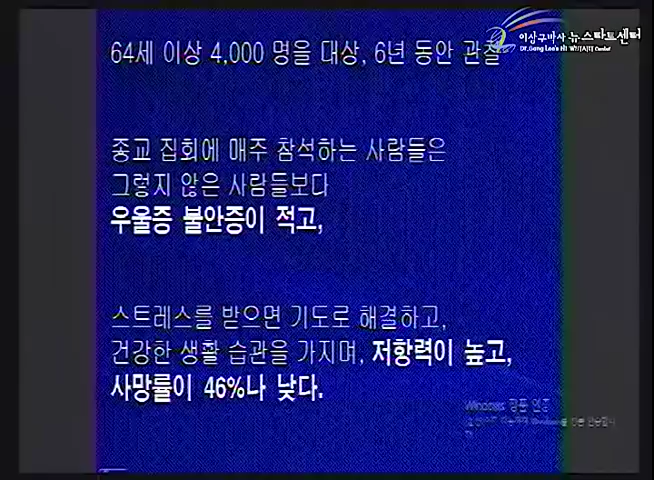 이상구박사 뉴스타트센터
64세 이상 4,000 명을 대상, 6년 동안 관찰
종교 집회에 매주 참석하는 사람들은
그렇지 않은 사람들보다
우울증 불안증이 적고,
스트레스를 받으면 기도로 해결하고,
건강한 생활 습관을 가지며, 저항력이 높고,
사망률이 46%나 낮다.
Windows 정품 인증